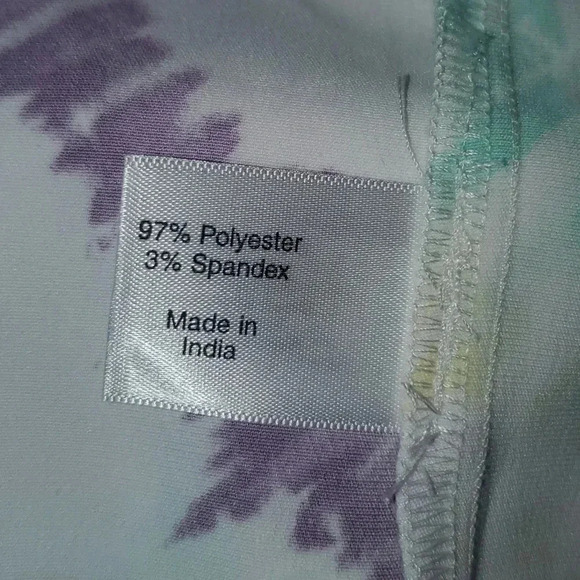 97% Polyester
3% Spandex
Made in
India